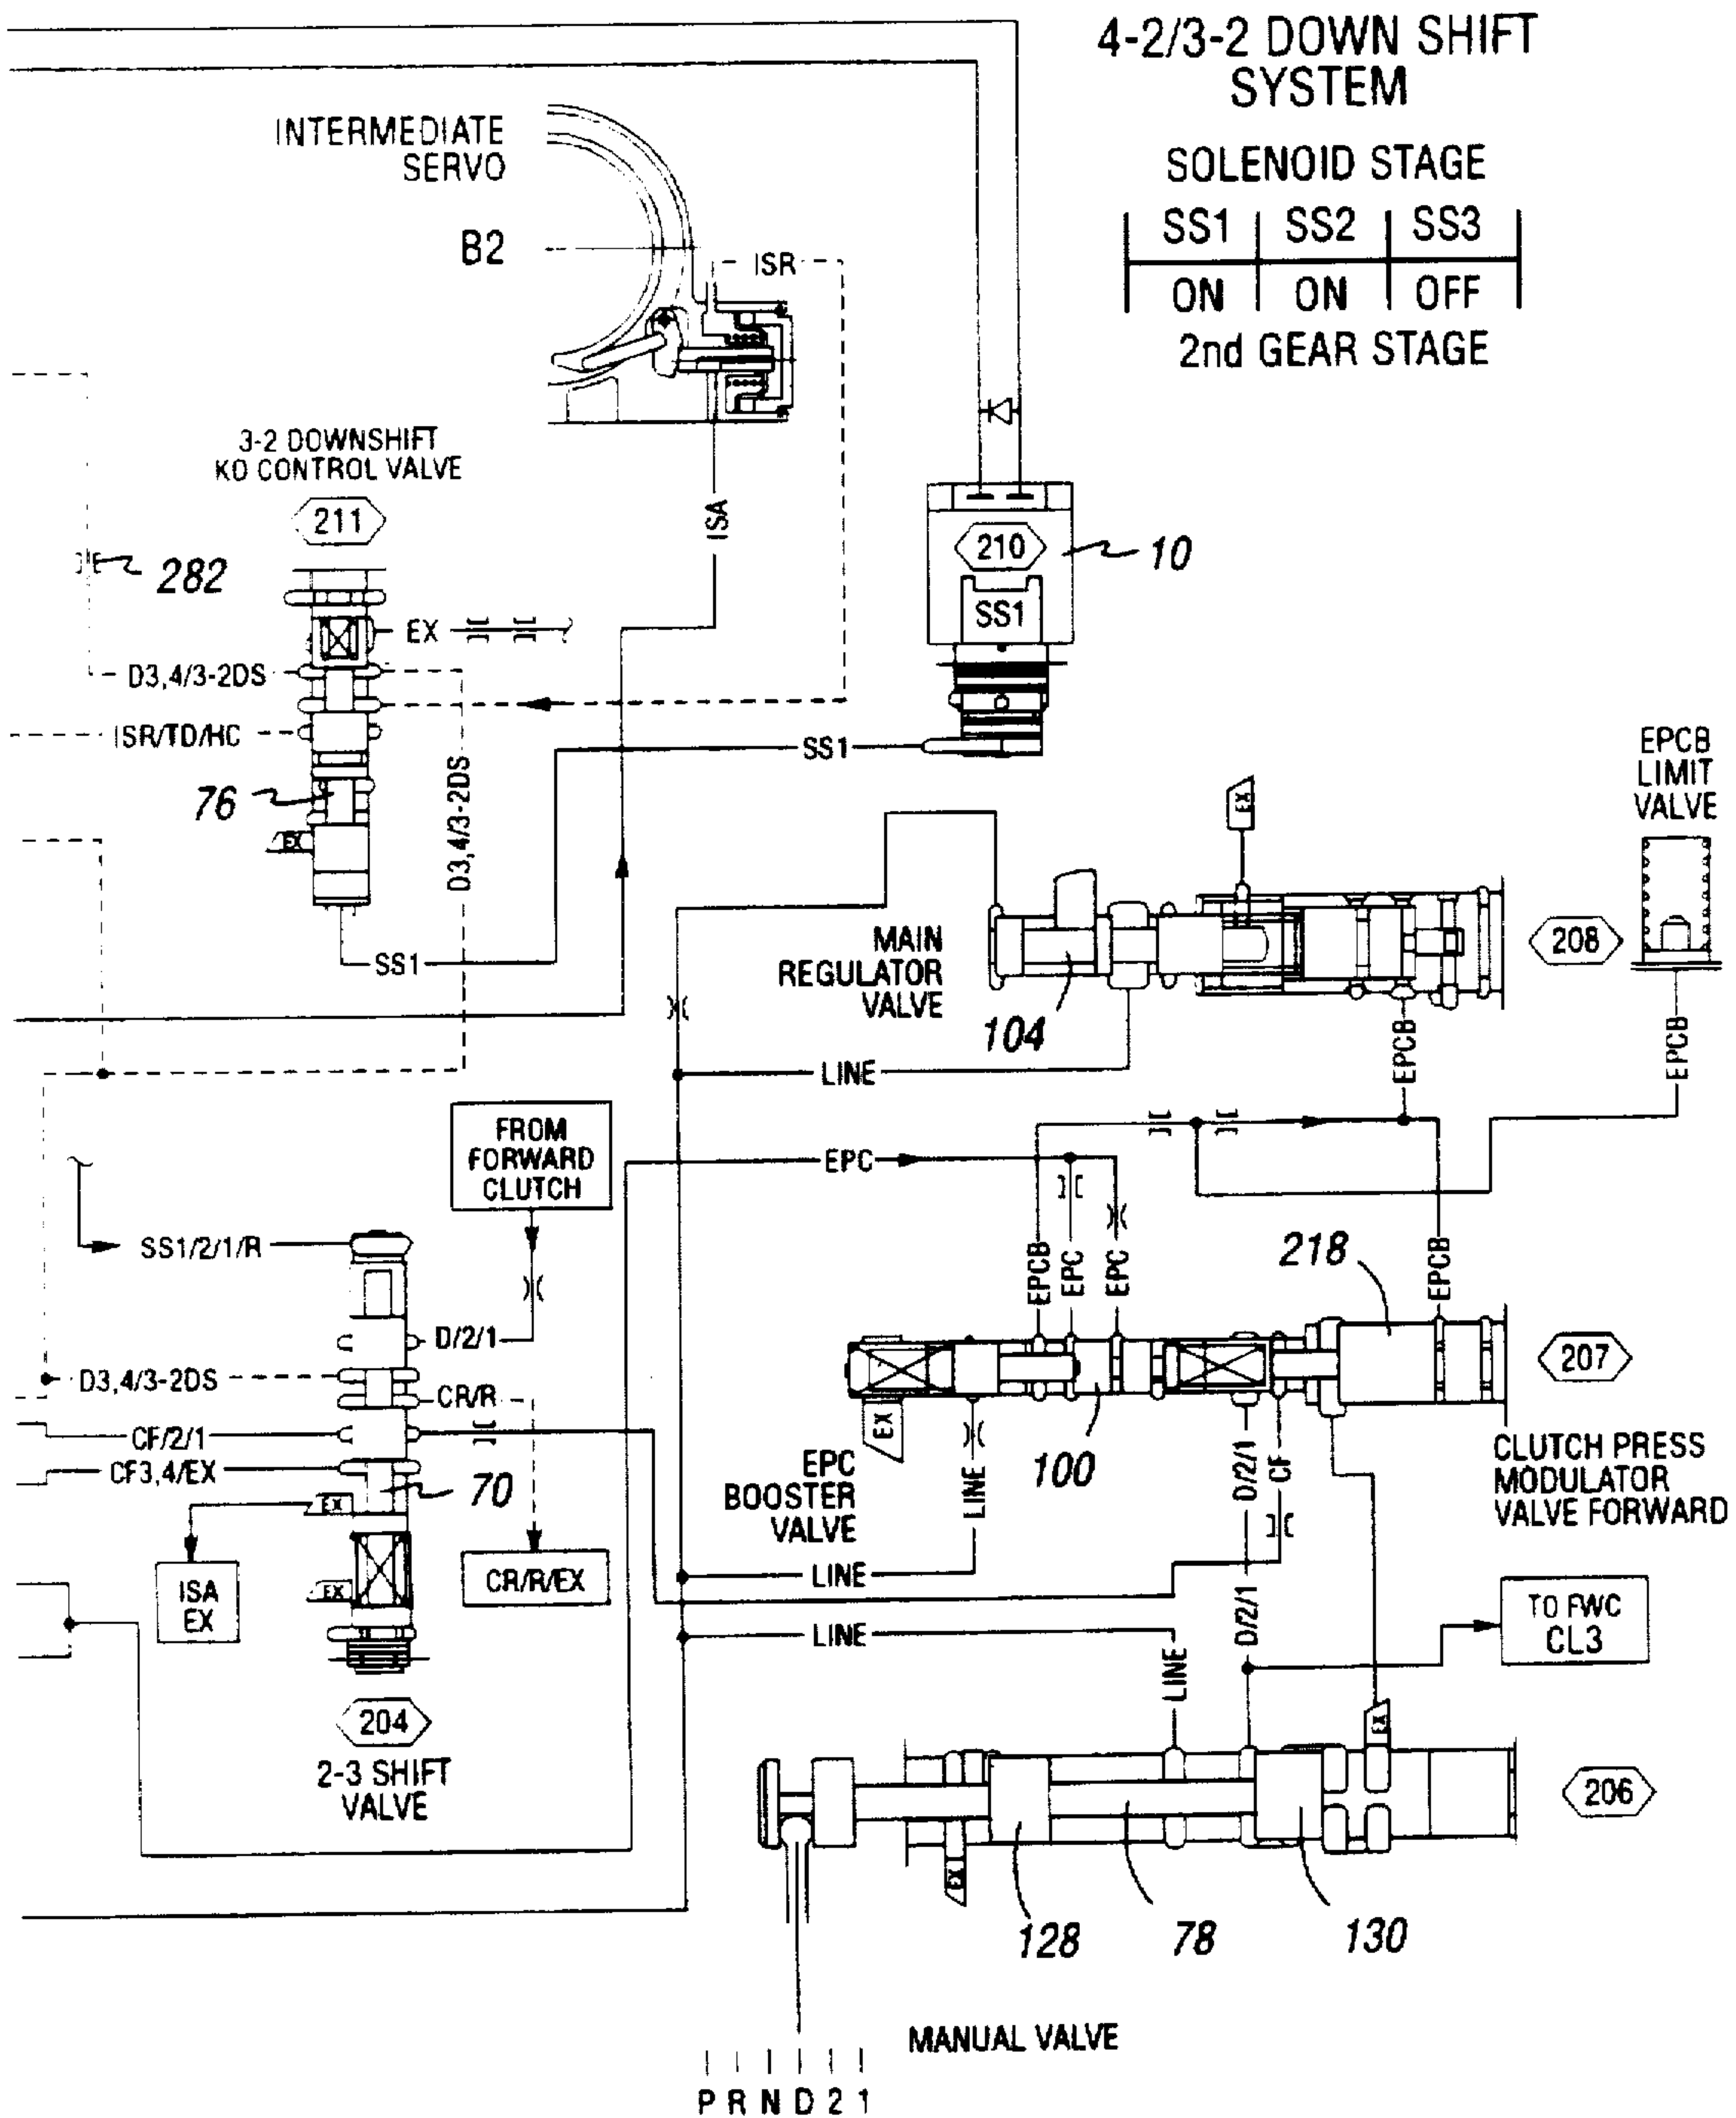 4-2/3-2 DOWN SHIFT
SYSTEM
SOLENOID STAGE
SS1 SS2 SS3
ON ON OFF
2nd GEAR STAGE
INTERMEDIATE
SERVO
B2
ISR
3-2 DOWNSHIFT
KO CONTROL VALVE
211
282
ISA
210
10
SS1
EX
D3,4/3-2DS
ISR/TD/HC
SS1
76
EX
D3,4/3-2DS
SS1
EX
EPCB
LIMIT
VALVE
MAIN
REGULATOR
VALVE
104
208
EPCB
EPCB
LINE
FROM
FORWARD
CLUTCH
EPC
SS1/2/1/R
EPCB
EPC
EPC
218
EPCB
D/2/1
207
D3,4/3-2DS
CR/R
CF/2/1
CF3,4/EX
70
EX
EX
EPC
BOOSTER
VALVE
LINE
100
D/2/1
CF
CLUTCH PRESS
MODULATOR
VALVE FORWARD
ISA
EX
EX
CR/R/EX
LINE
D/2/1
TO FWC
CL3
LINE
LINE
204
2-3 SHIFT
VALVE
EX
206
EX
128
78
130
MANUAL VALVE
P R N D 2 1